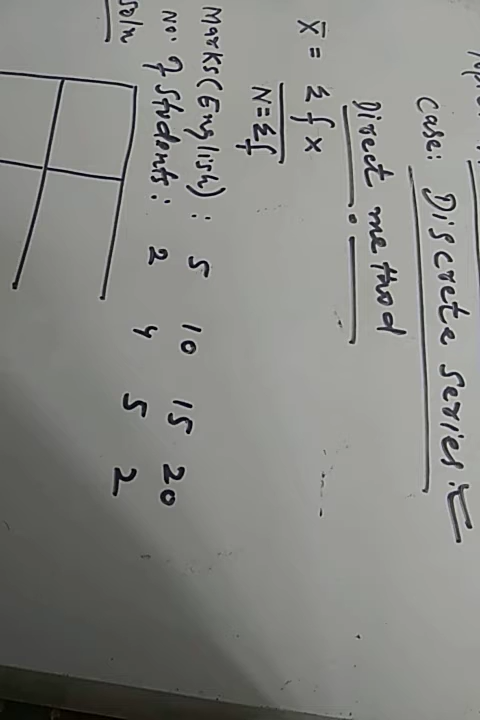 Case: Discrete Series:
Direct method
X̄ = Σfx
N = Σf
Marks (English) : 5 10 15 20
No. of Students : 2 4 5 2
Soln